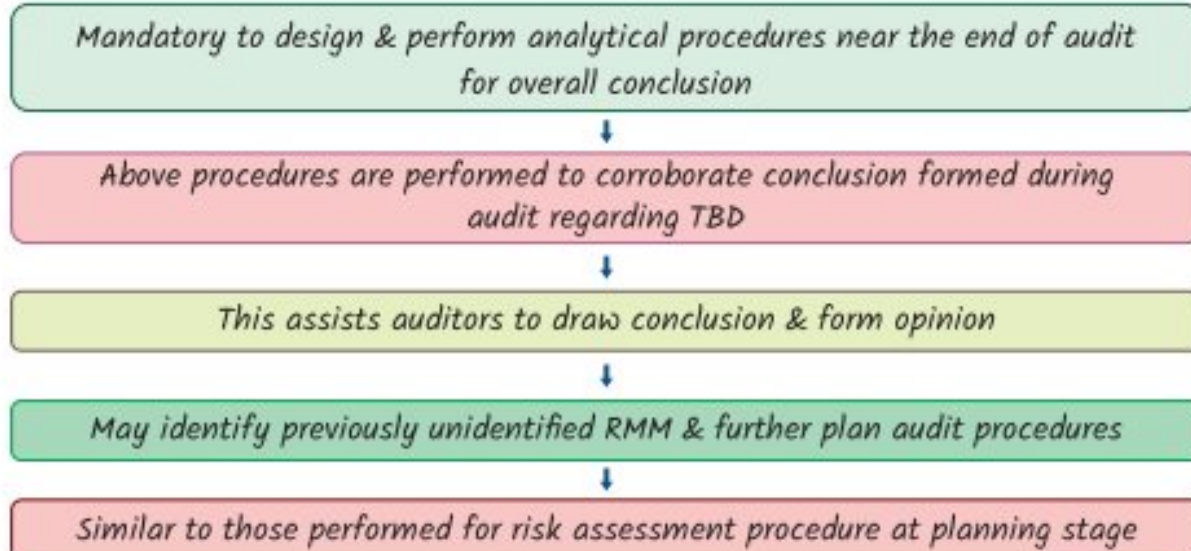 Mandatory to design & perform analytical procedures near the end of audit
for overall conclusion
Above procedures are performed to corroborate conclusion formed during
audit regarding TBD
This assists auditors to draw conclusion & form opinion
May identify previously unidentified RMM & further plan audit procedures
Similar to those performed for risk assessment procedure at planning stage